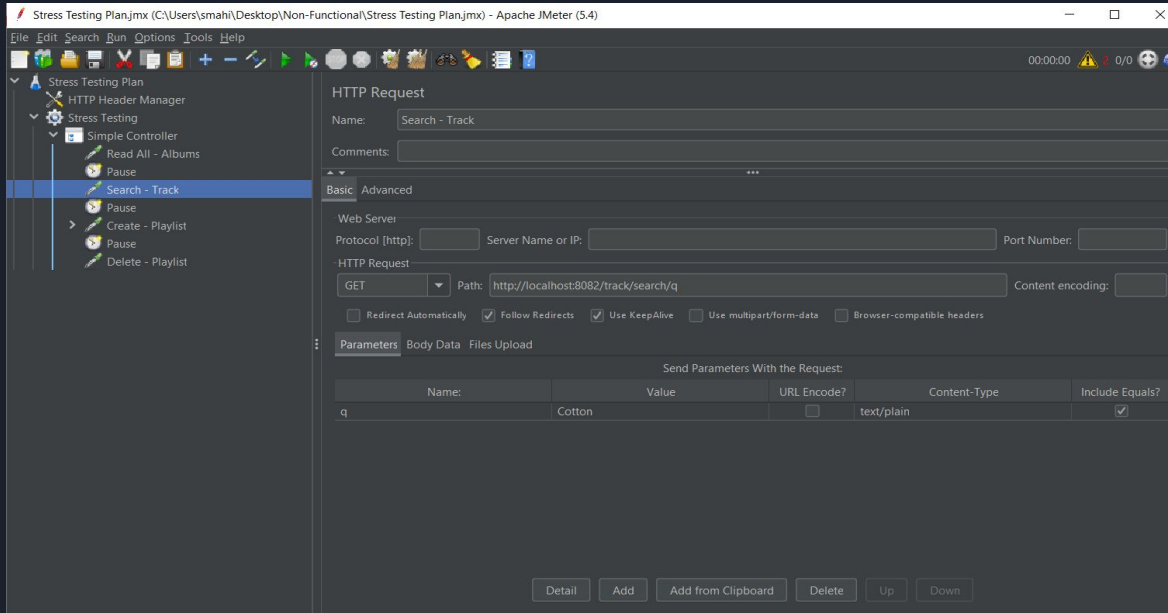 Stress Testing Plan.jmx (C:\Users\smahi\Desktop\Non-Functional\Stress Testing Plan.jmx) - Apache JMeter (5.4)
File Edit Search Run Options Tools Help
00:00:00 0/0
Stress Testing Plan
HTTP Header Manager
Stress Testing
Simple Controller
Read All - Albums
Pause
Search - Track
Pause
Create - Playlist
Pause
Delete - Playlist
HTTP Request
Name: Search - Track
Comments:
Basic Advanced
Web Server
Protocol [http]: Server Name or IP: Port Number:
HTTP Request
GET Path: http://localhost:8082/track/search/q Content encoding:
Redirect Automatically Follow Redirects Use KeepAlive Use multipart/form-data Browser-compatible headers
Parameters Body Data Files Upload
Send Parameters With the Request:
Name: Value URL Encode? Content-Type Include Equals?
q Cotton text/plain
Detail Add Add from Clipboard Delete Up Down